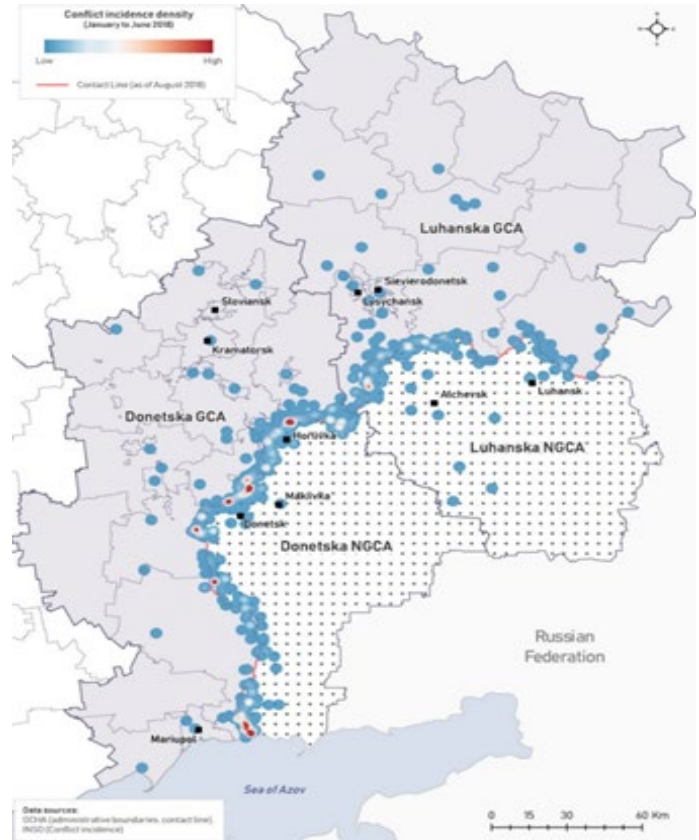 Conflict incidence density
(January to June 2018)
Low High
Contact Line (as of August 2018)
Luhanska GCA
Sievierodonetsk
Lysychansk
Sloviansk
Kramatorsk
Donetska GCA
Alchevsk
Luhansk
Horlivka
Luhanska NGCA
Makiivka
Donetsk
Donetska NGCA
Russian
Federation
Mariupol
Sea of Azov
Data sources:
OCHA (administrative boundaries, contact line),
INSO (Conflict incidence)
0 15 30 60 Km